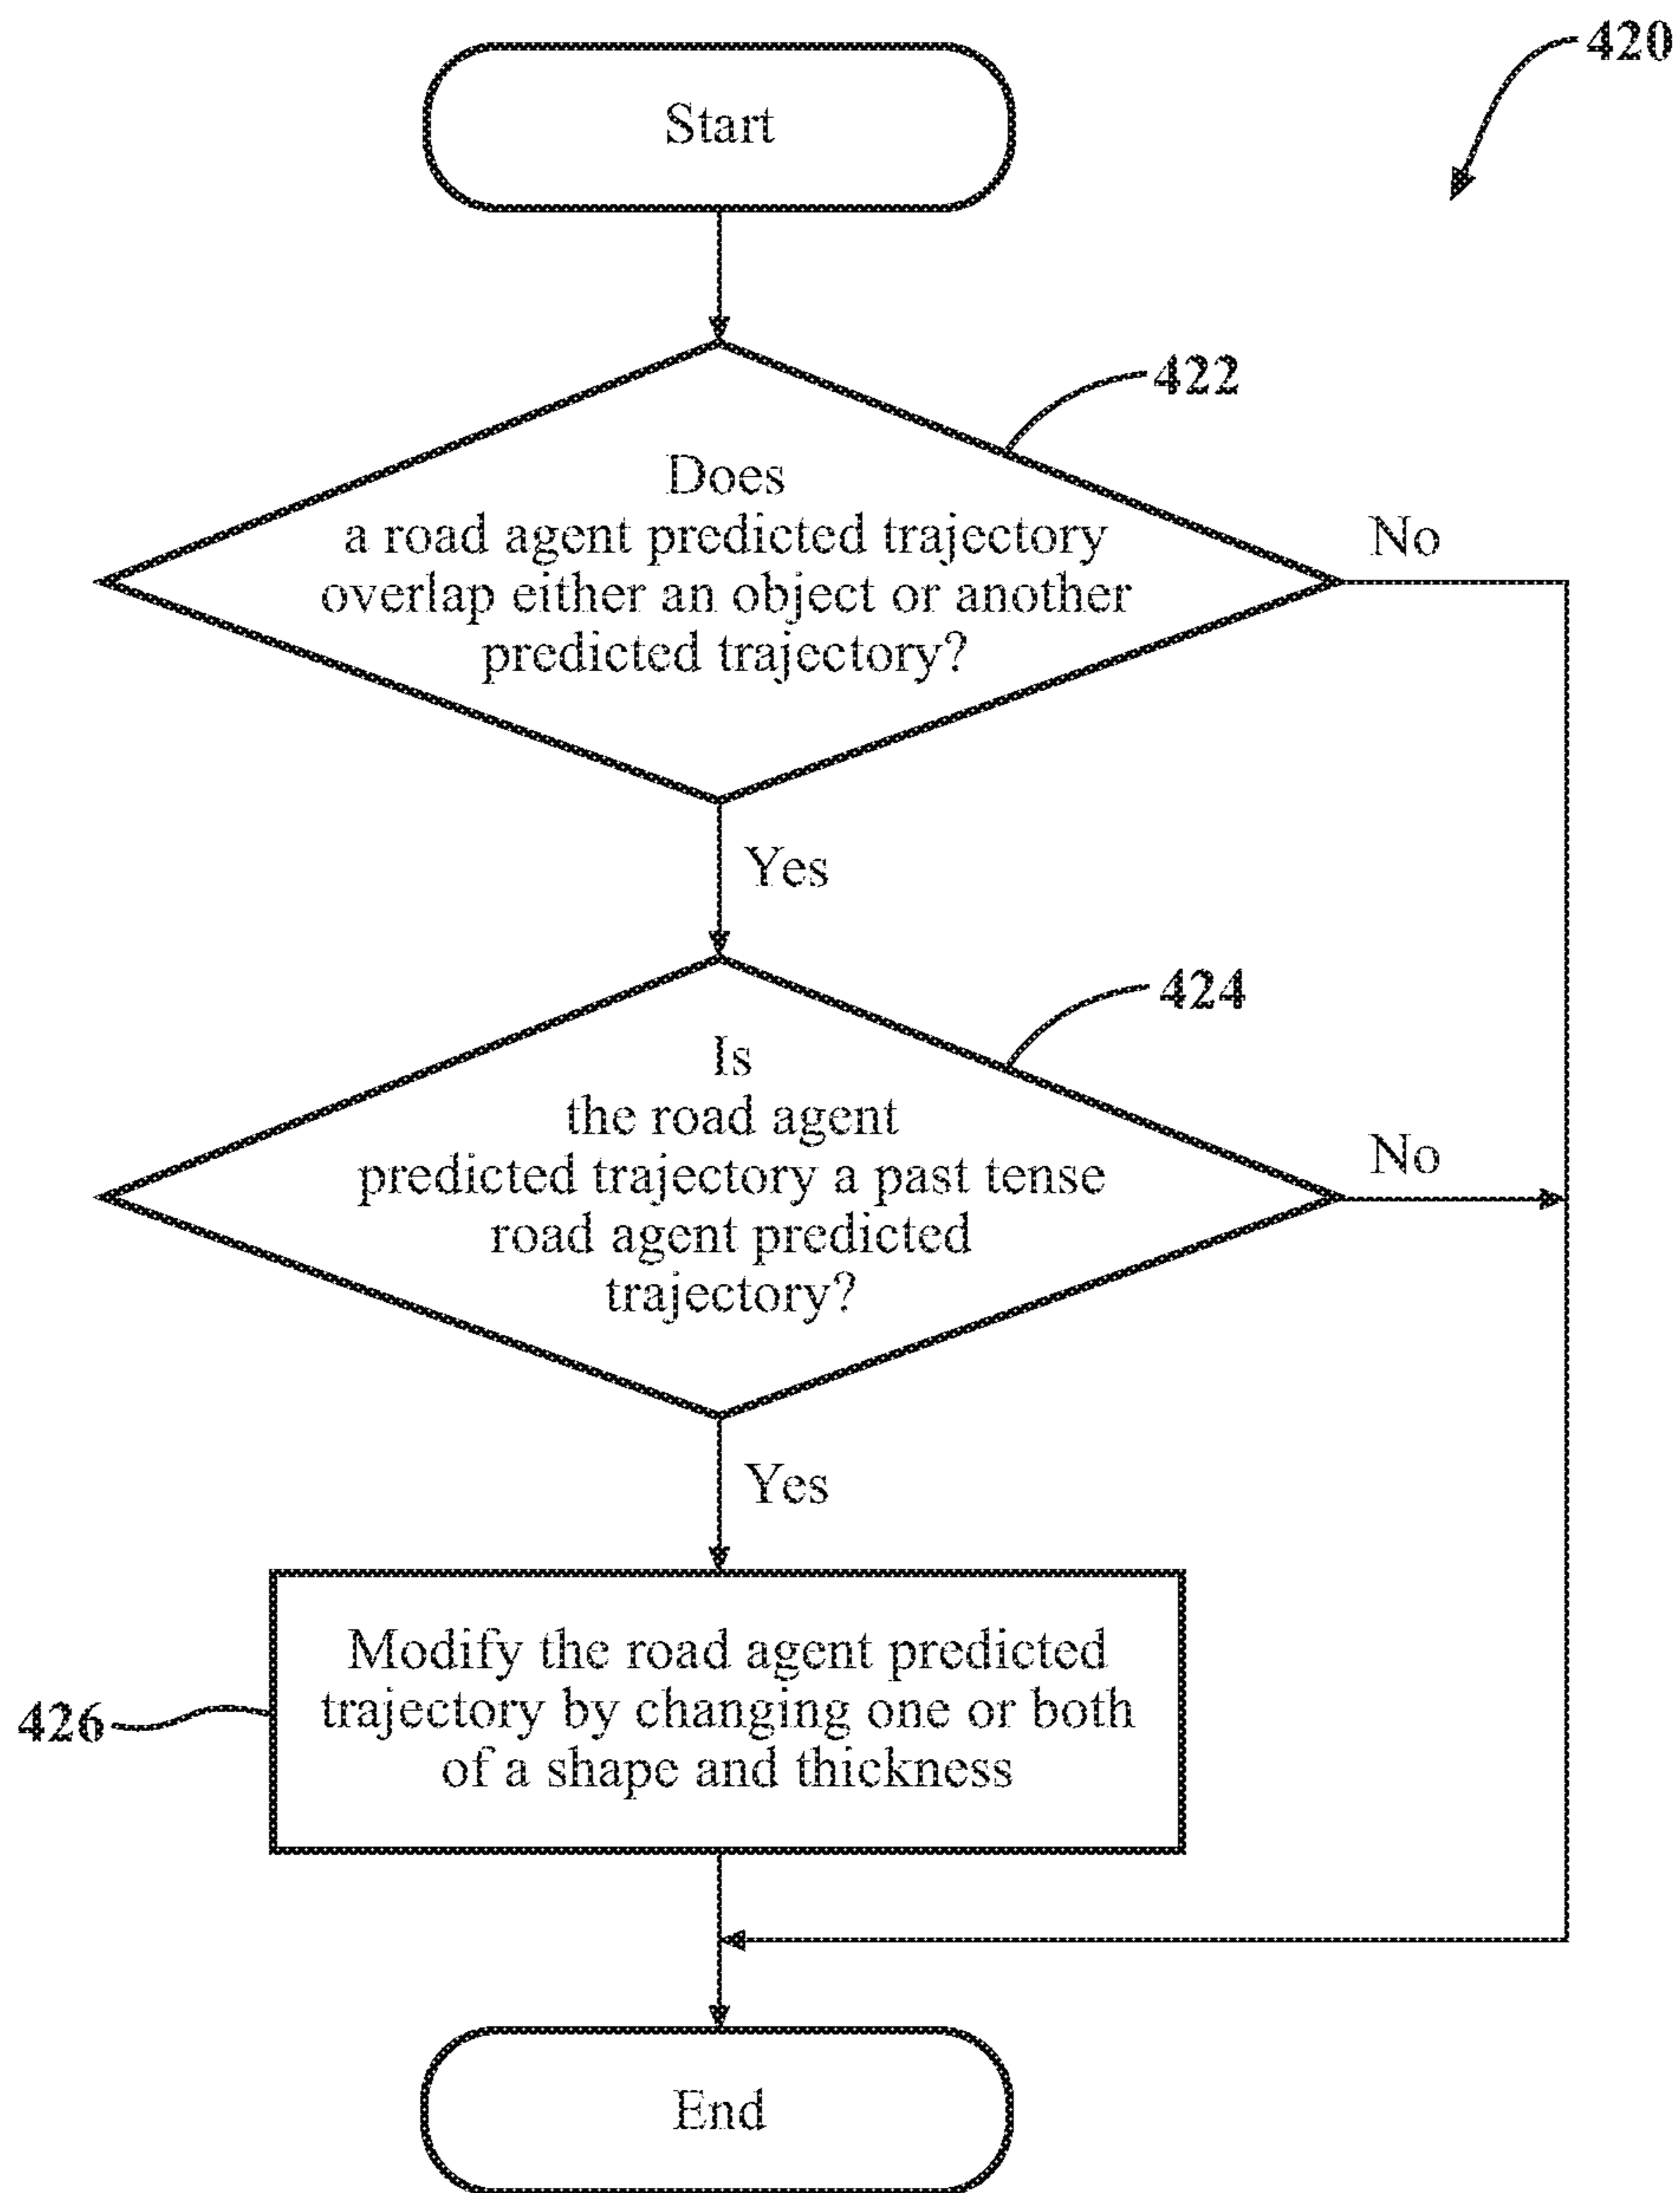 420
Start
422
Does
a road agent predicted trajectory
overlap either an object or another
predicted trajectory?
No
Yes
424
Is
the road agent
predicted trajectory a past tense
road agent predicted
trajectory?
No
Yes
426
Modify the road agent predicted
trajectory by changing one or both
of a shape and thickness
End